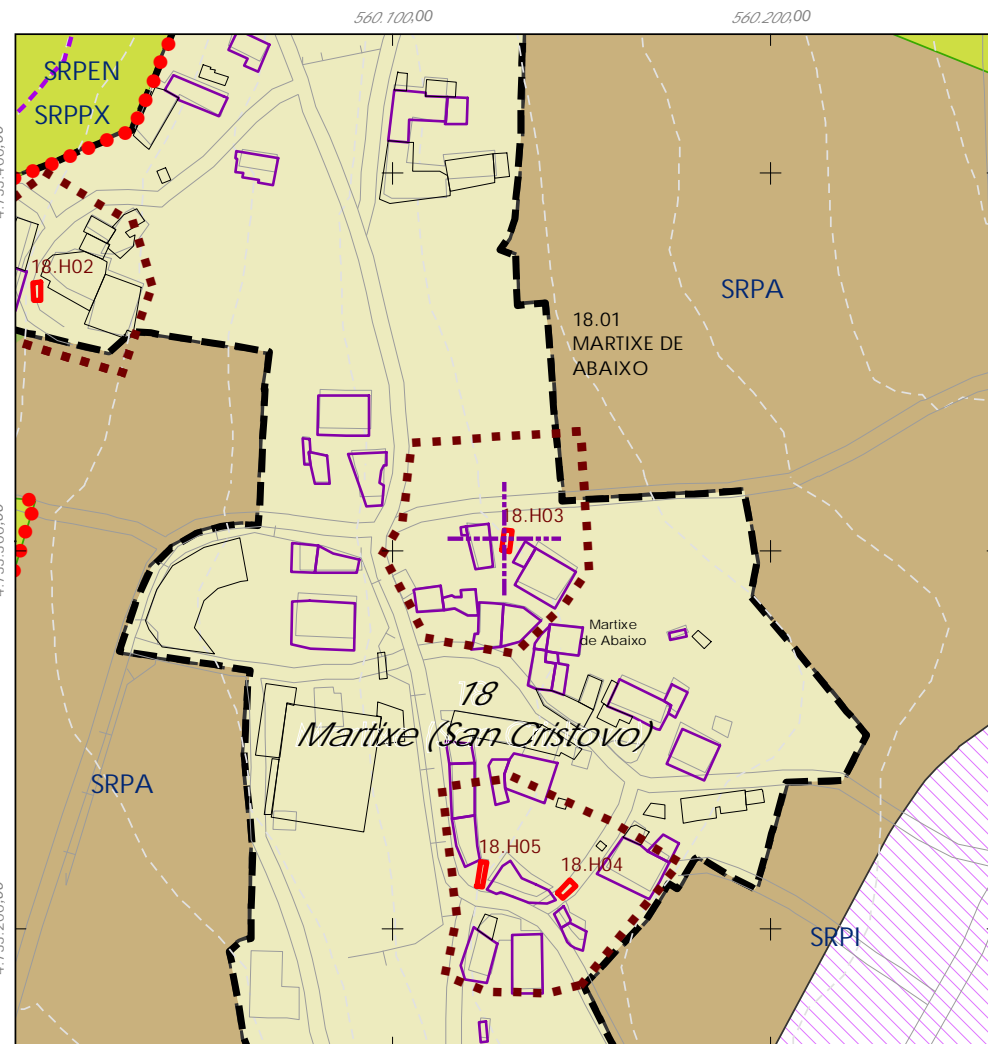 560.100,00
560.200,00
SRPEN
SRPPX
18.H02
SRPA
18.01
MARTIXE DE
ABAIXO
18.H03
Martixe
de Abaixo
18
Martixe (San Cristovo)
SRPA
18.H05
18.H04
SRPI